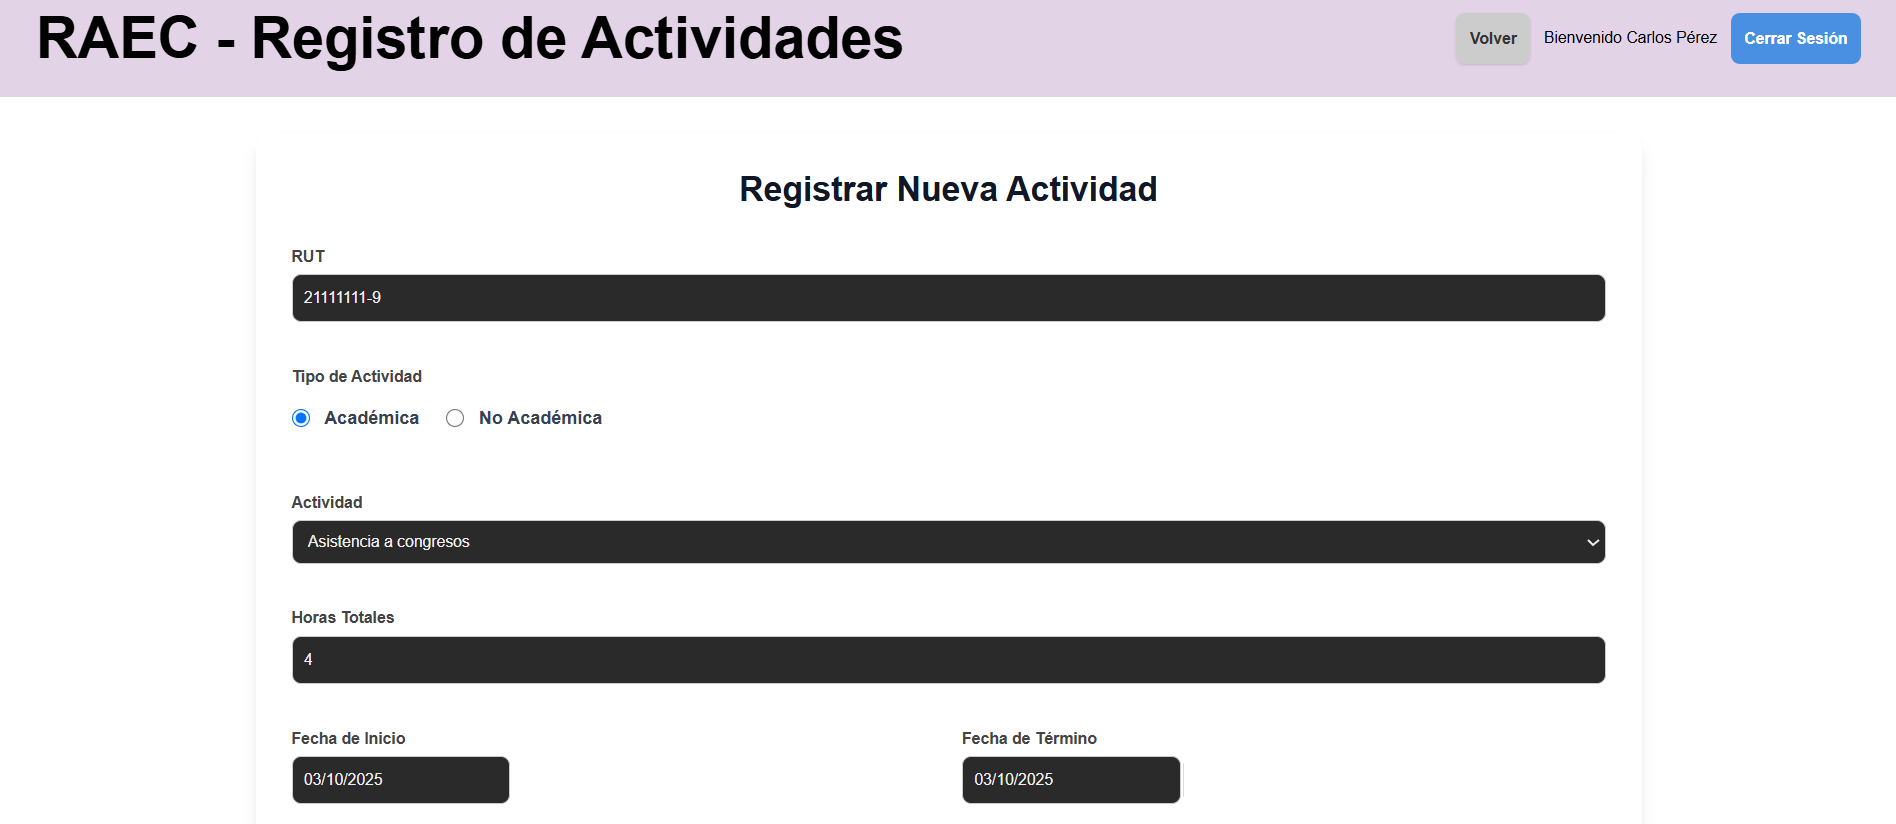 RAEC - Registro de Actividades
Volver
Bienvenido Carlos Pérez
Cerrar Sesión
Registrar Nueva Actividad
RUT
21111111-9
Tipo de Actividad
Académica
No Académica
Actividad
Asistencia a congresos
Horas Totales
4
Fecha de Inicio
Fecha de Término
03/10/2025
03/10/2025